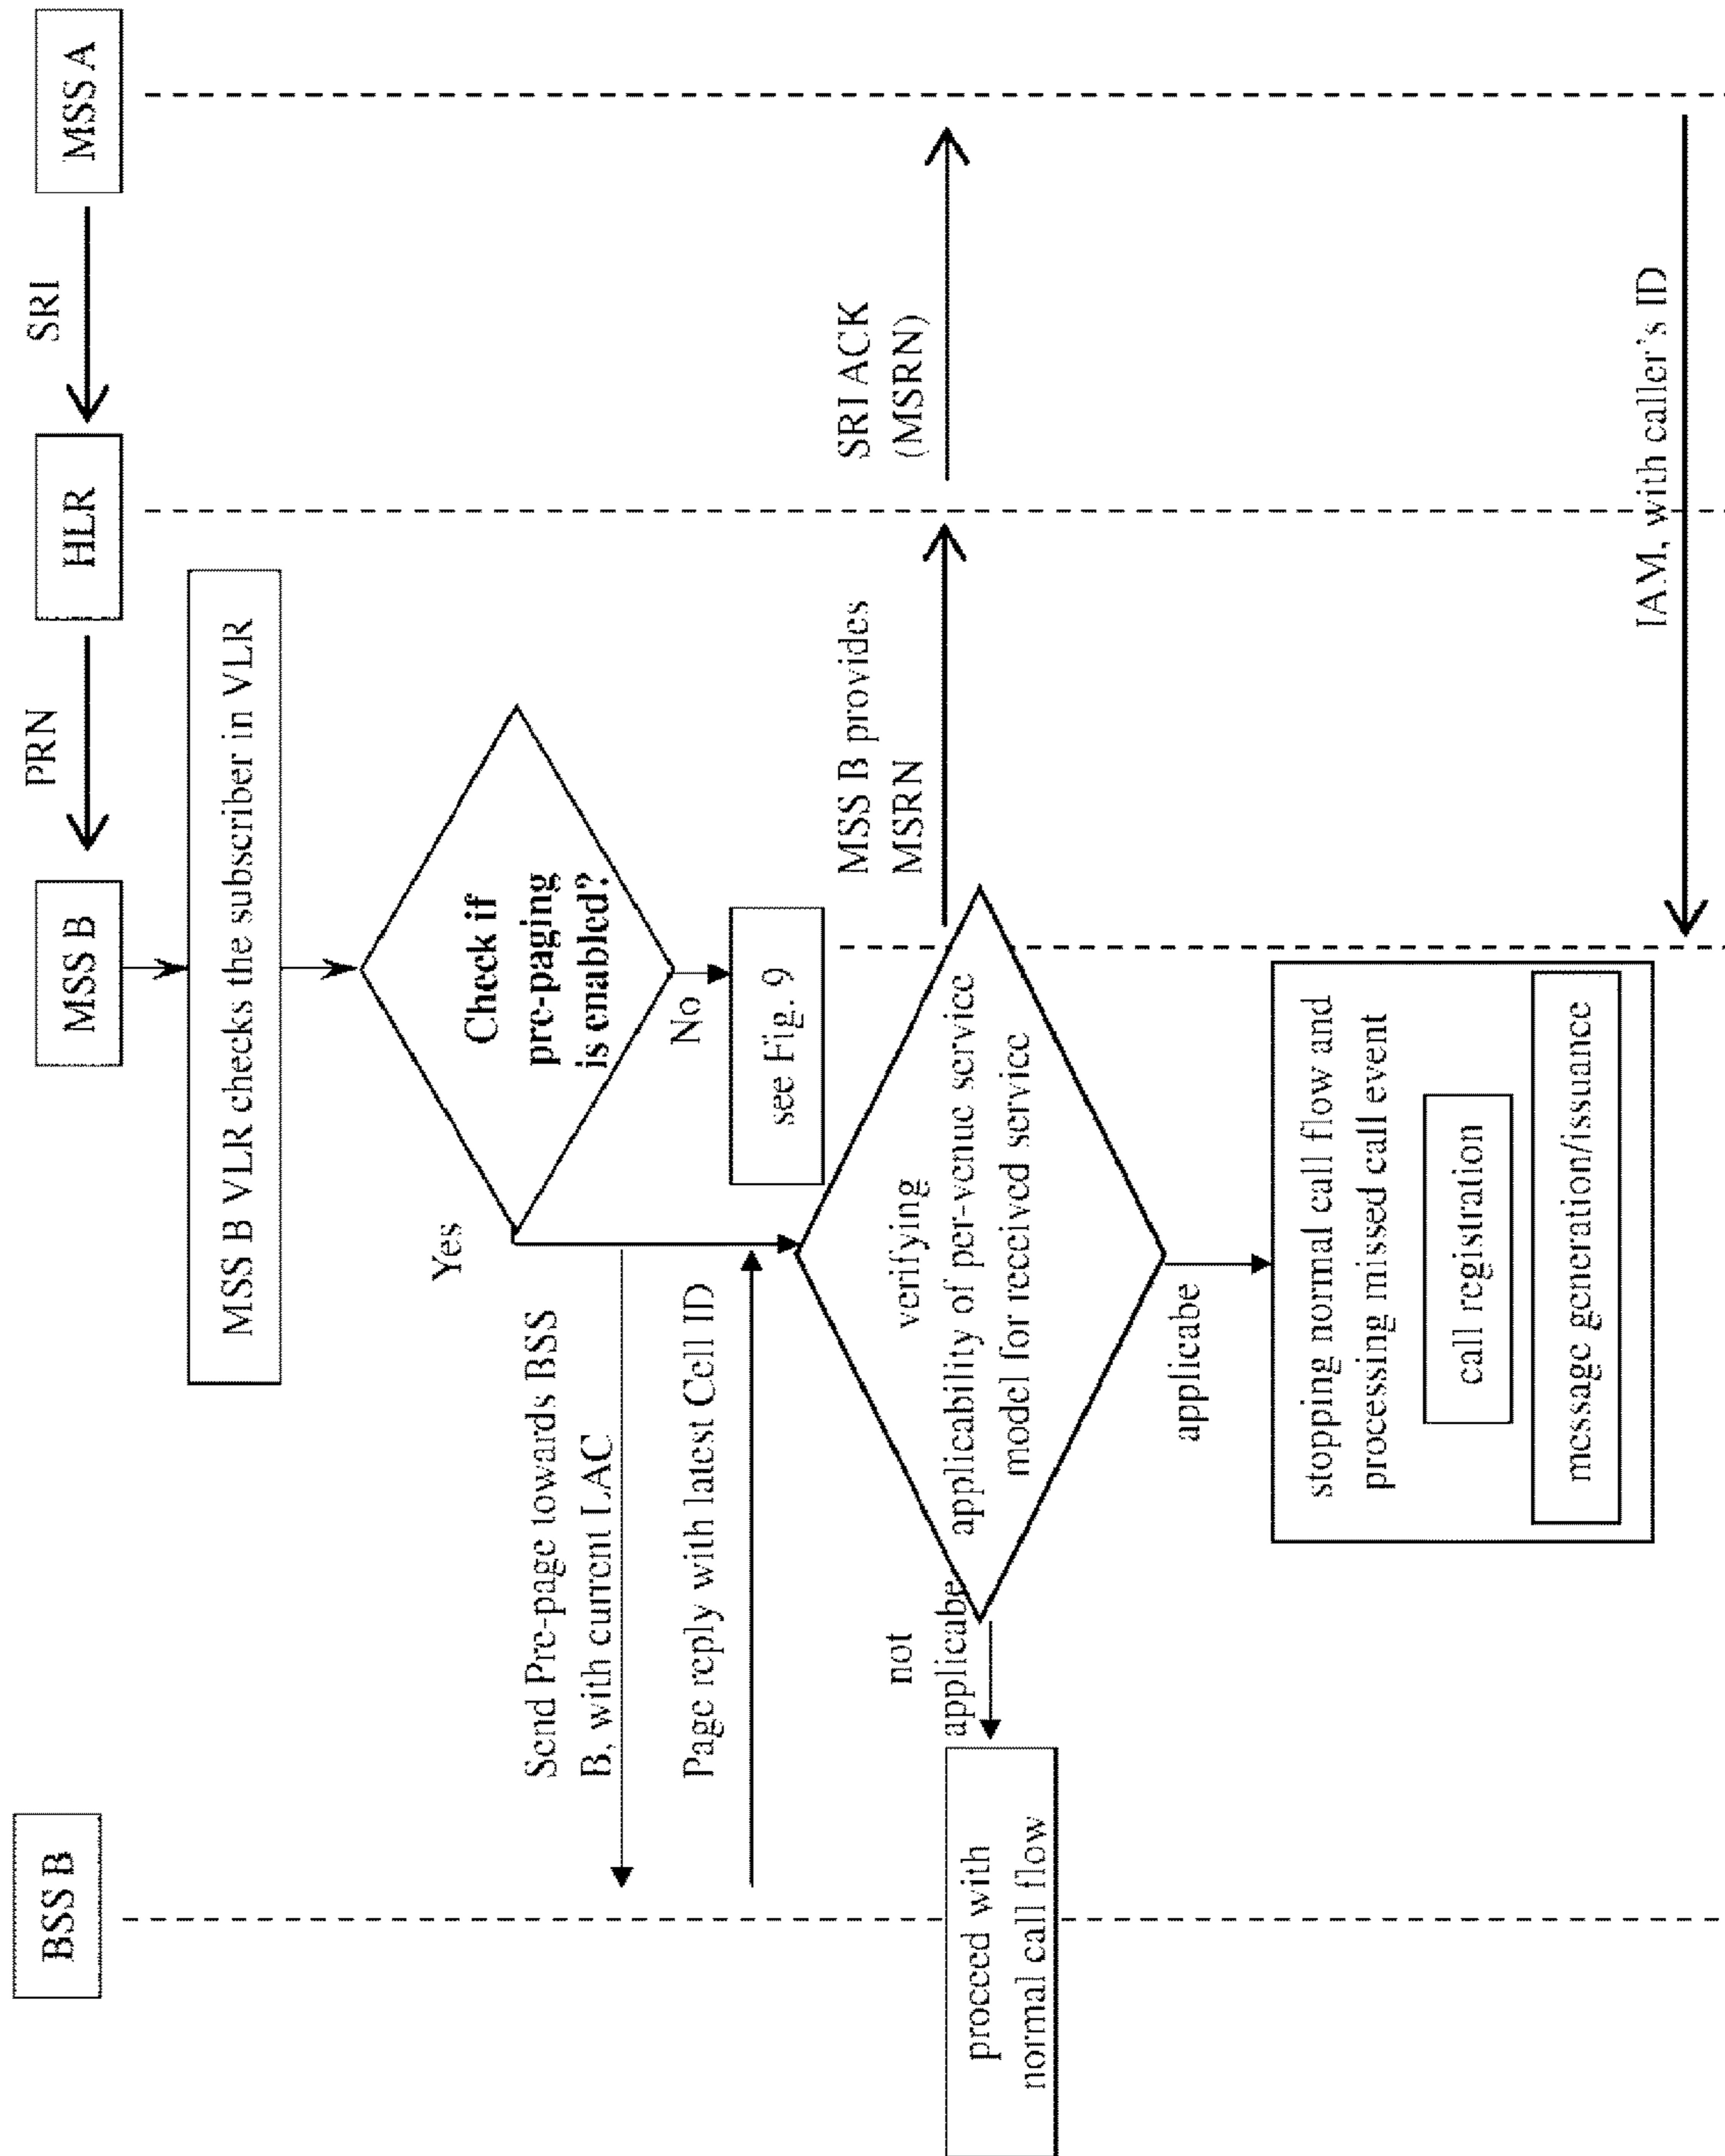 BSS B
MSS B
PRN
HLR
SRI
MSS A
MSS B VLR checks the subscriber in VLR
Check if
pre-paging
is enabled?
Yes
No
see Fig. 9
Send Pre-page towards BSS
B, with current LAC
Page reply with latest Cell ID
verifying
applicability of per-venue service
model for received service
MSS B provides
MSRN
SRI ACK
(MSRN)
not
applicabe
proceed with
normal call flow
applicabe
stopping normal call flow and
processing missed call event
call registration
message generation/issuance
IAM, with caller's ID